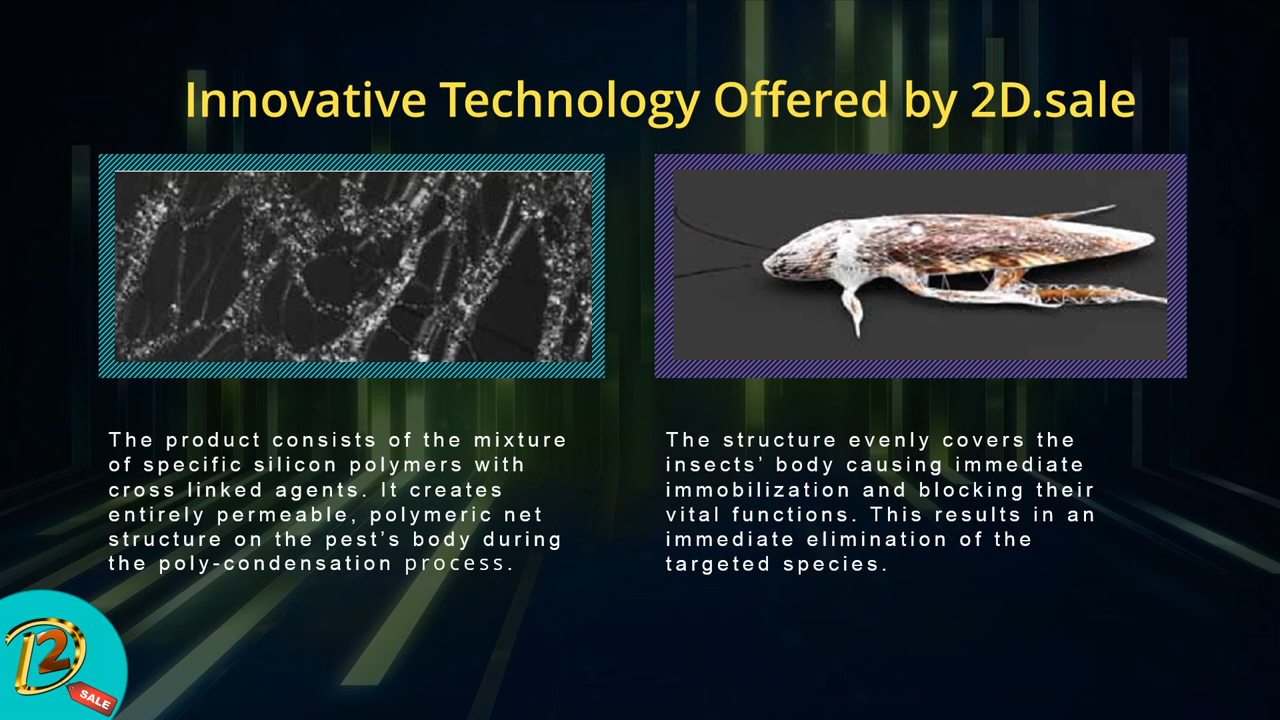 Innovative Technology Offered by 2D.sale
The product consists of the mixture
of specific silicon polymers with
cross linked agents. It creates
entirely permeable, polymeric net
structure on the pest’s body during
the poly-condensation process.
The structure evenly covers the
insects’ body causing immediate
immobilization and blocking their
vital functions. This results in an
immediate elimination of the
targeted species.
D2
SALE